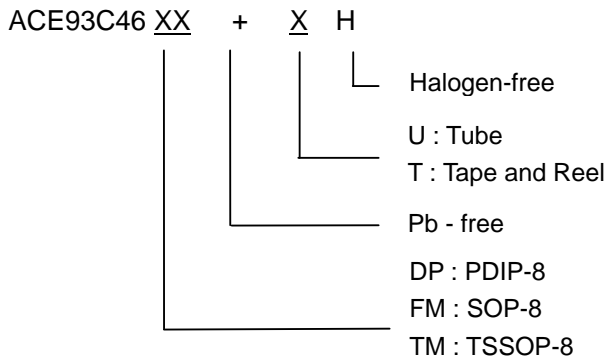 ACE93C46 XX + X H
Halogen-free
U : Tube
T : Tape and Reel
Pb - free
DP : PDIP-8
FM : SOP-8
TM : TSSOP-8